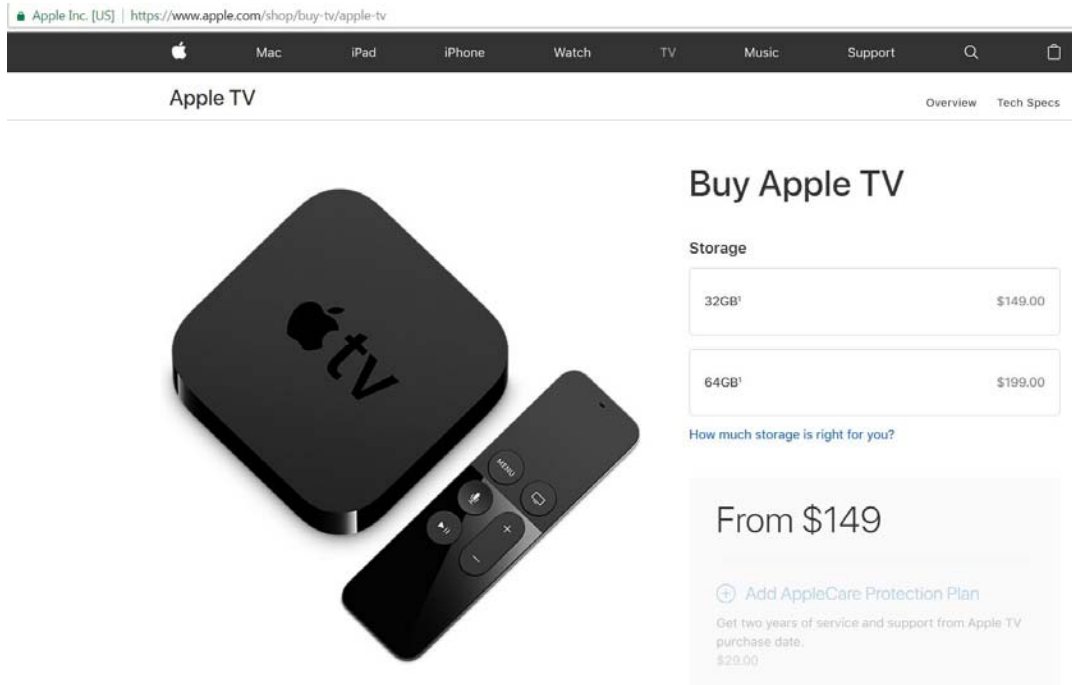 Apple Inc. [US] | https://www.apple.com/shop/buy-tv/apple-tv
Mac iPad iPhone Watch TV Music Support
Apple TV Overview Tech Specs
Buy Apple TV
Storage
32GB¹ $149.00
64GB¹ $199.00
How much storage is right for you?
tv
MENU
From $149
Add AppleCare Protection Plan
Get two years of service and support from Apple TV
purchase date.
$29.00